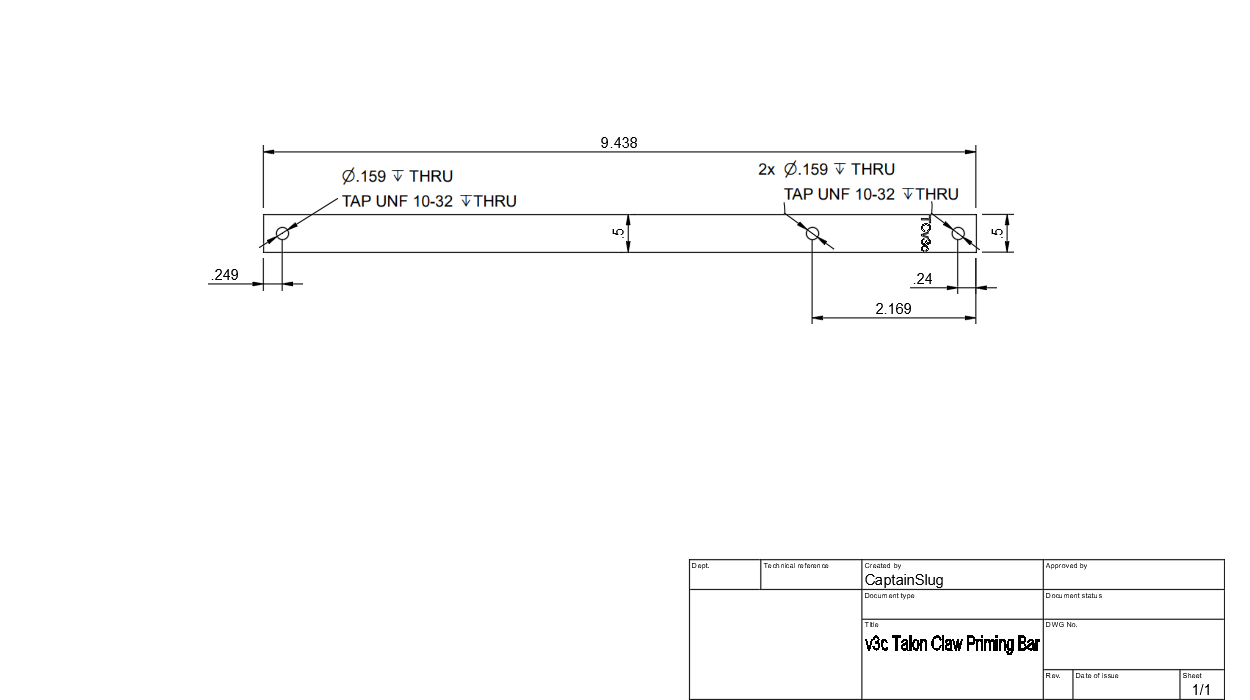 9.438
Ø.159 ↧ THRU
TAP UNF 10-32 ↧THRU
2x Ø.159 ↧ THRU
TAP UNF 10-32 ↧THRU
.5
TCv3c
.5
.249
.24
2.169
Dept.
Technical reference
Created by
CaptainSlug
Approved by
Document type
Document status
Title
v3c Talon Claw Priming Bar
DWG No.
Rev.
Date of issue
Sheet
1/1